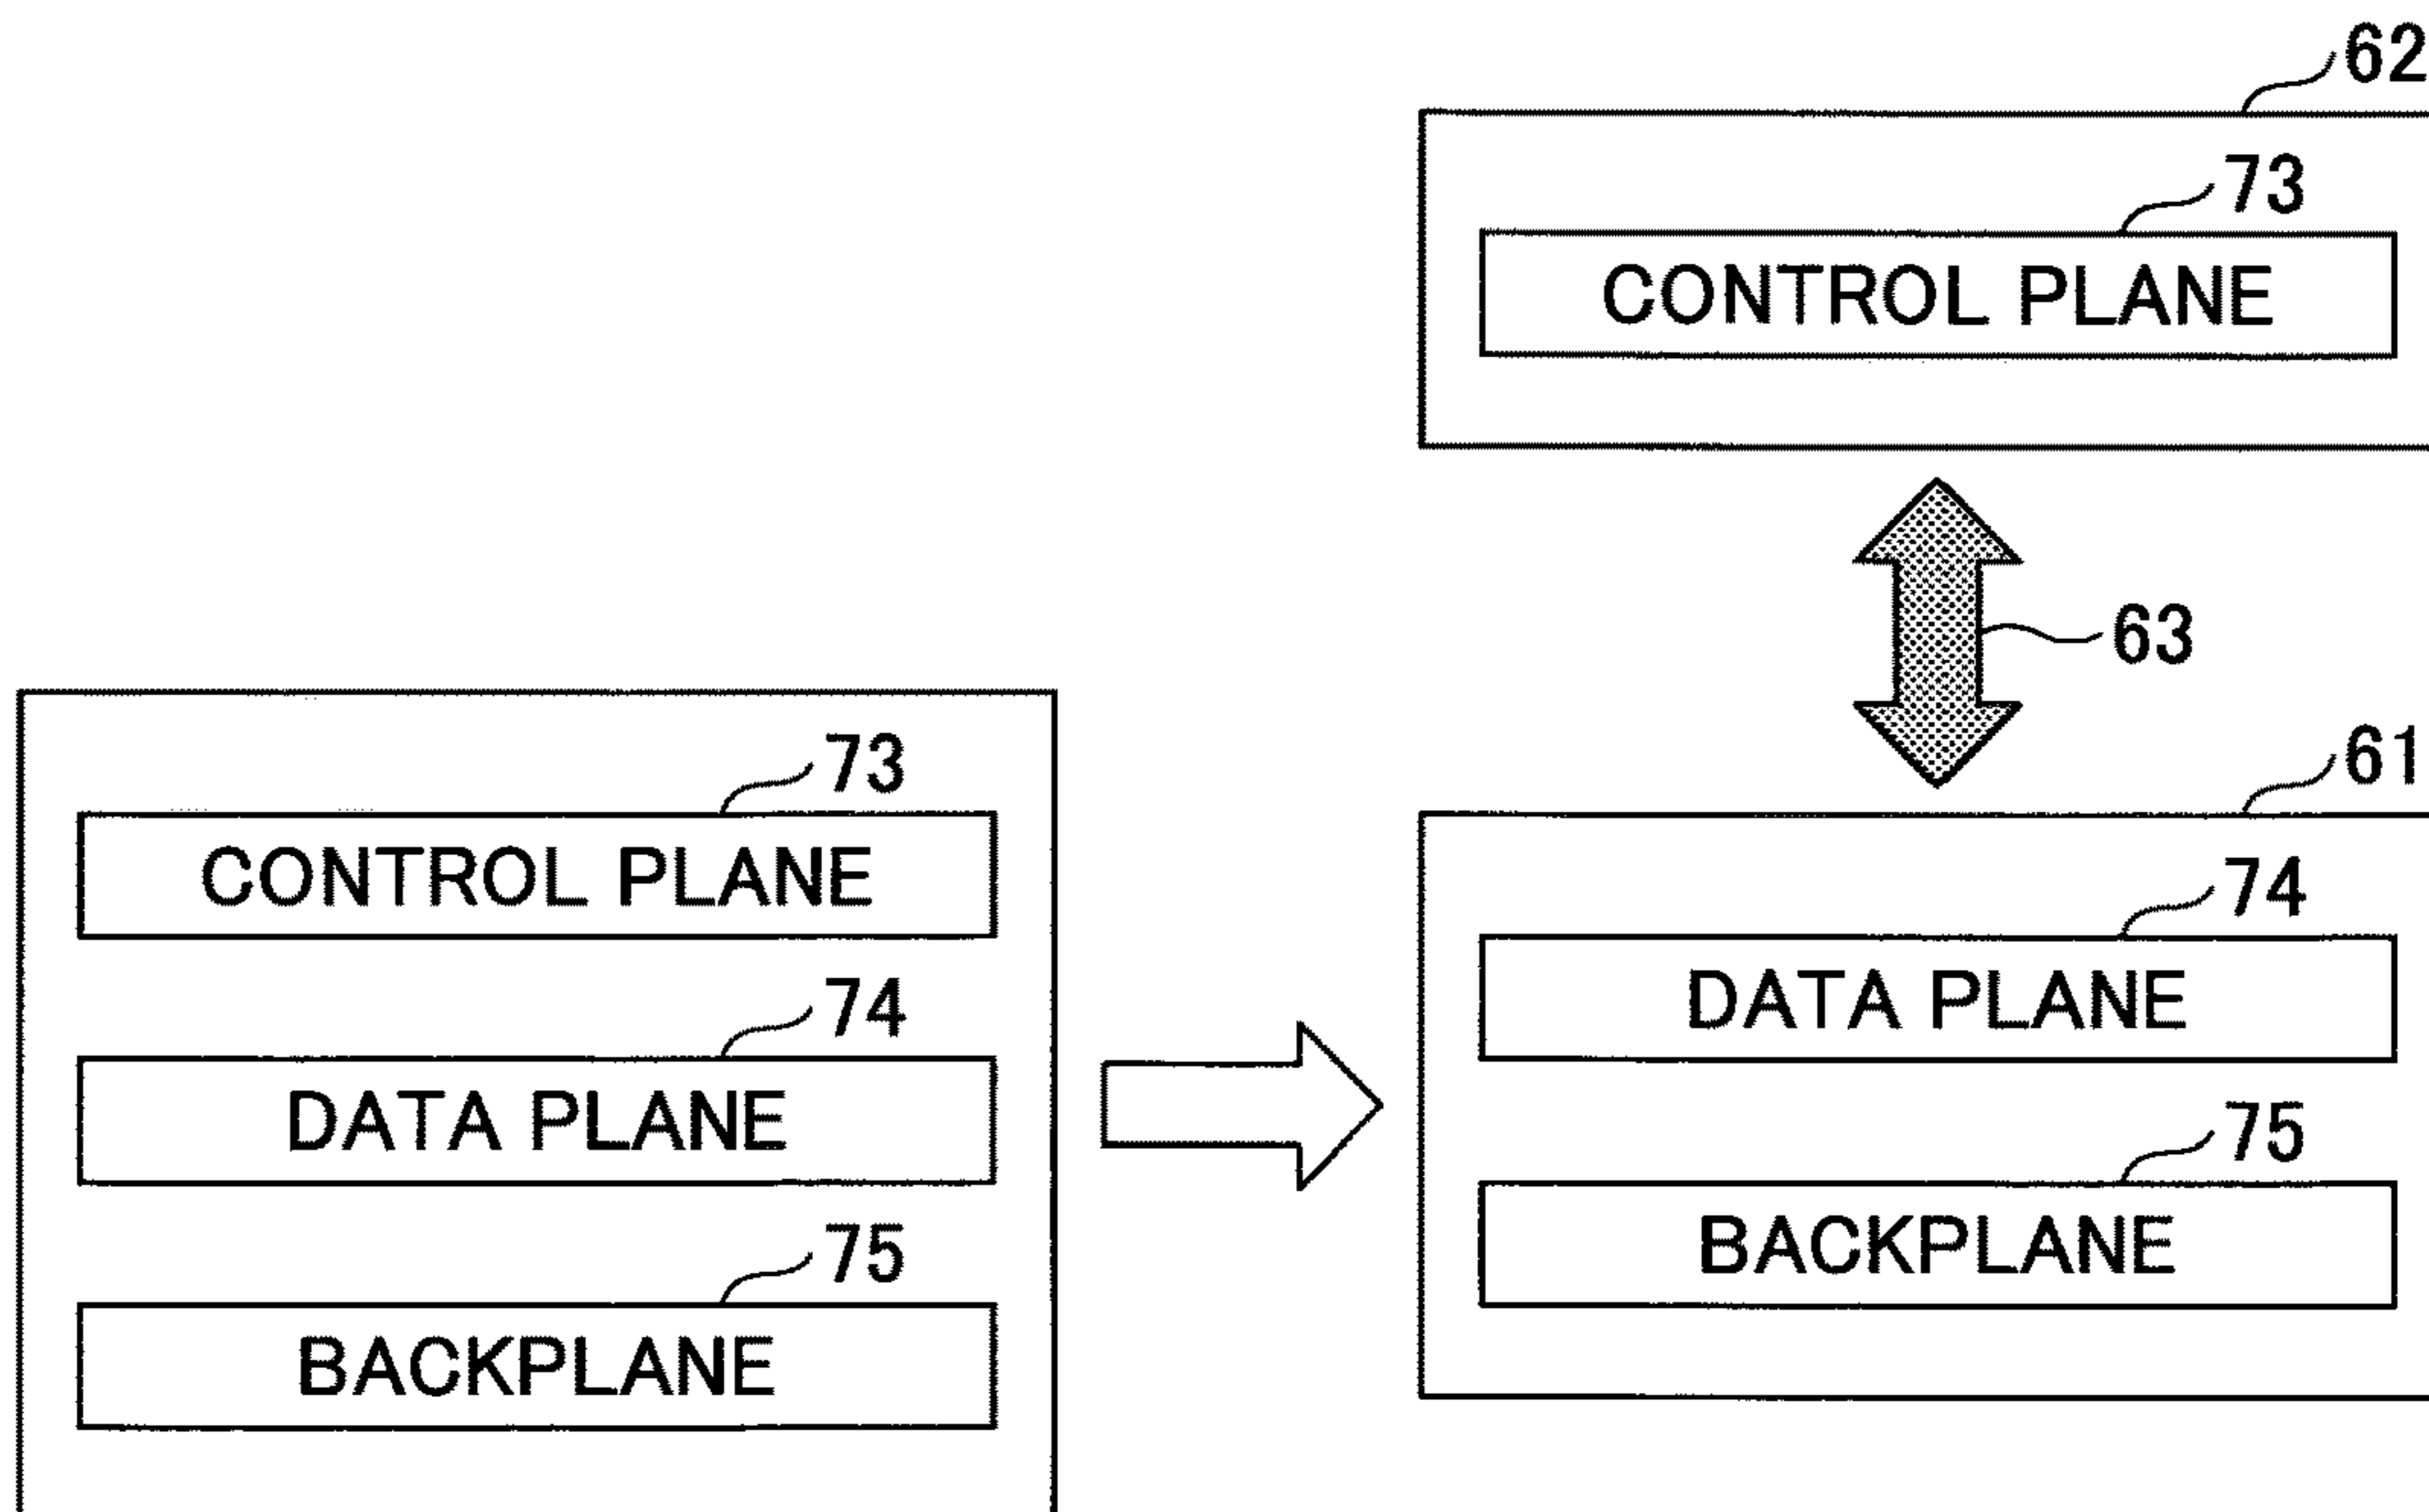 62
73
CONTROL PLANE
63
73
CONTROL PLANE
74
DATA PLANE
75
BACKPLANE
61
74
DATA PLANE
75
BACKPLANE